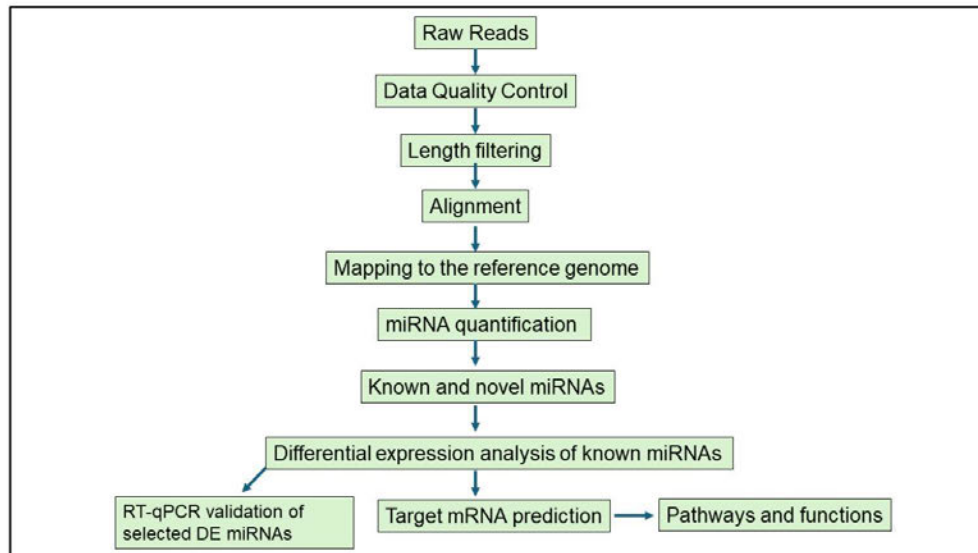 Raw Reads
Data Quality Control
Length filtering
Alignment
Mapping to the reference genome
miRNA quantification
Known and novel miRNAs
Differential expression analysis of known miRNAs
RT-qPCR validation of
selected DE miRNAs
Target mRNA prediction
Pathways and functions